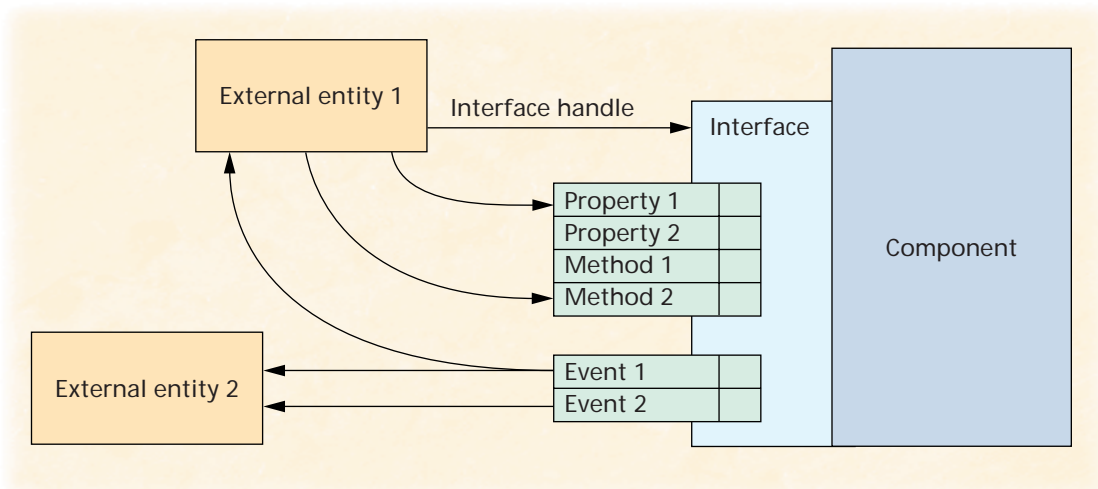 External entity 1
Interface handle
Interface
Property 1
Property 2
Method 1
Method 2
Component
Event 1
Event 2
External entity 2